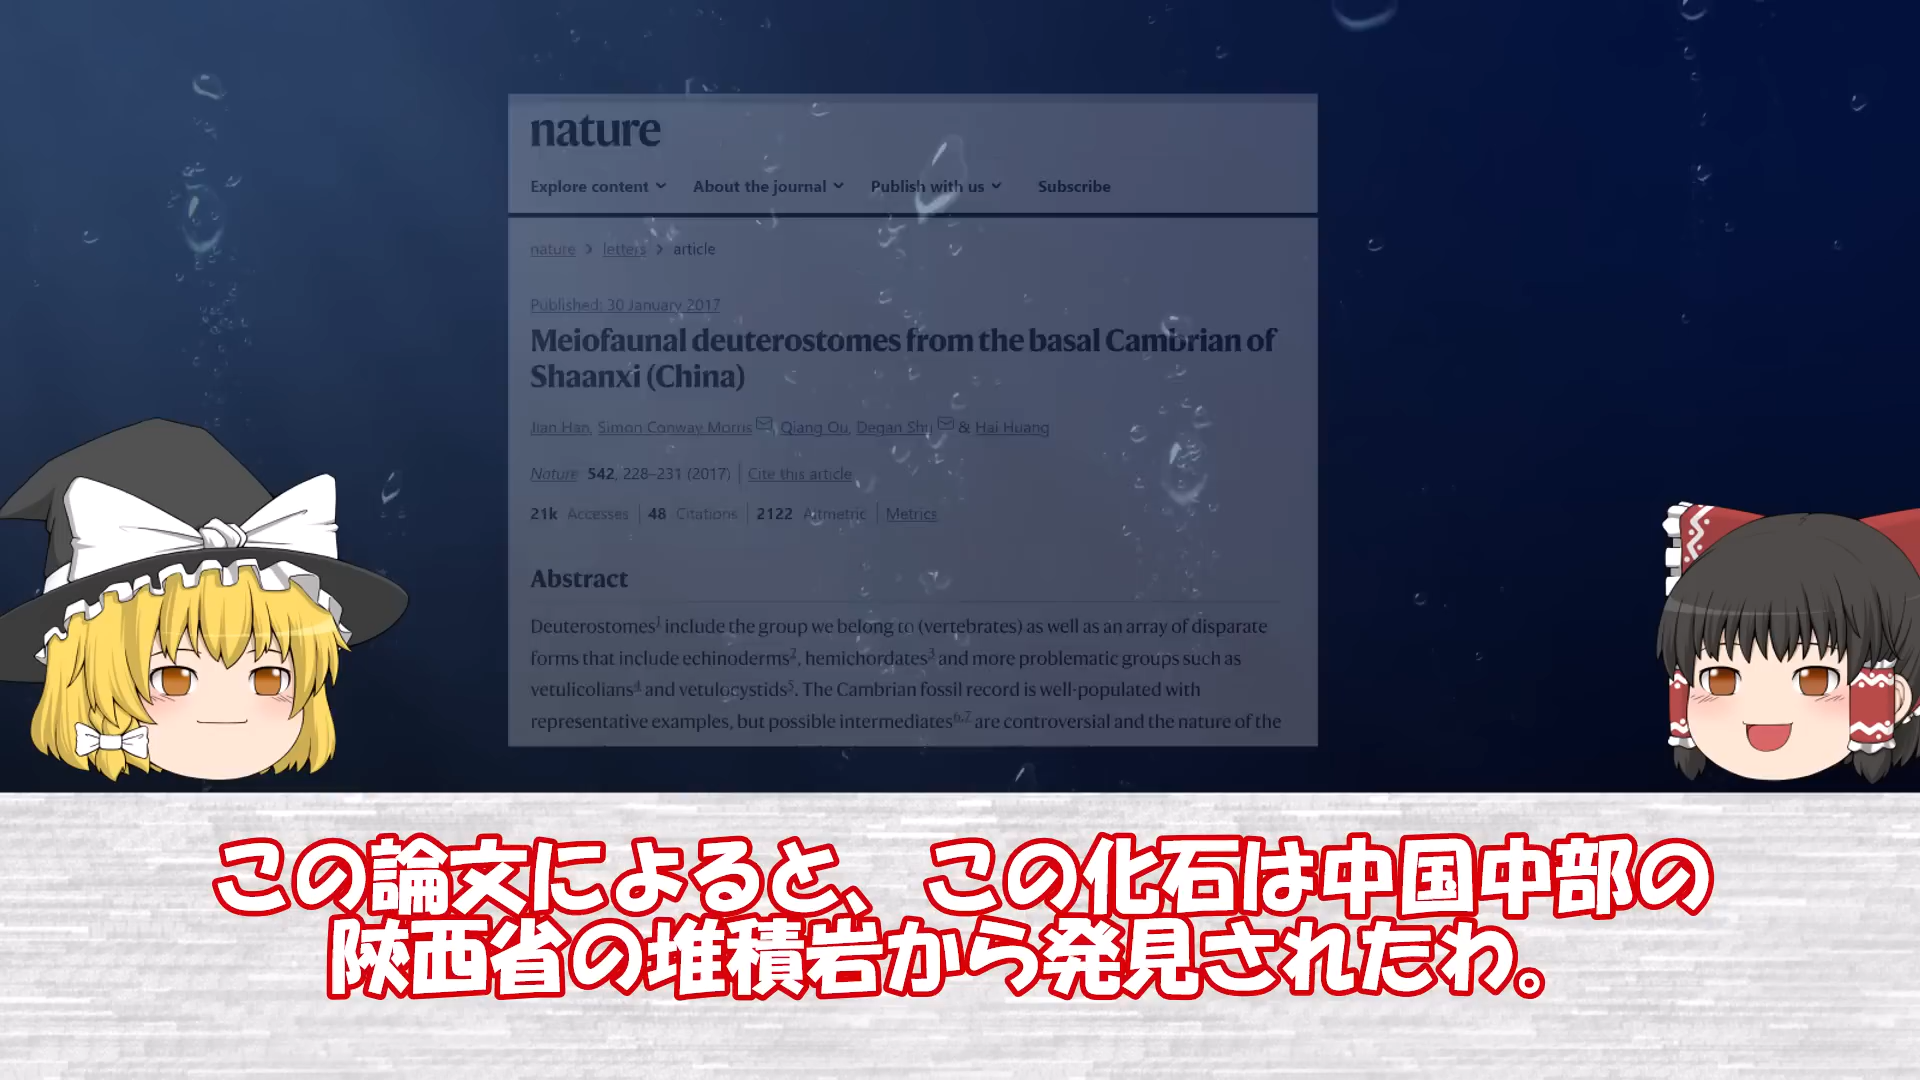 nature
Explore content About the journal Publish with us Subscribe
nature > letters > article
Published: 30 January 2017
Meiofaunal deuterostomes from the basal Cambrian of
Shaanxi (China)
Jian Han, Simon Conway Morris, Qiang Ou, Degan Shu & Hai Huang
Nature 542, 228–231 (2017) | Cite this article
21k Accesses | 48 Citations | 2122 Altmetric | Metrics
Abstract
Deuterostomes1 include the group we belong to (vertebrates) as well as an array of disparate
forms that include echinoderms2, hemichordates3 and more problematic groups such as
vetulicolians4 and vetulocystids5. The Cambrian fossil record is well-populated with
representative examples, but possible intermediates6,7 are controversial and the nature of the
この論文によると、この化石は中国中部の
陝西省の堆積岩から発見されたわ。